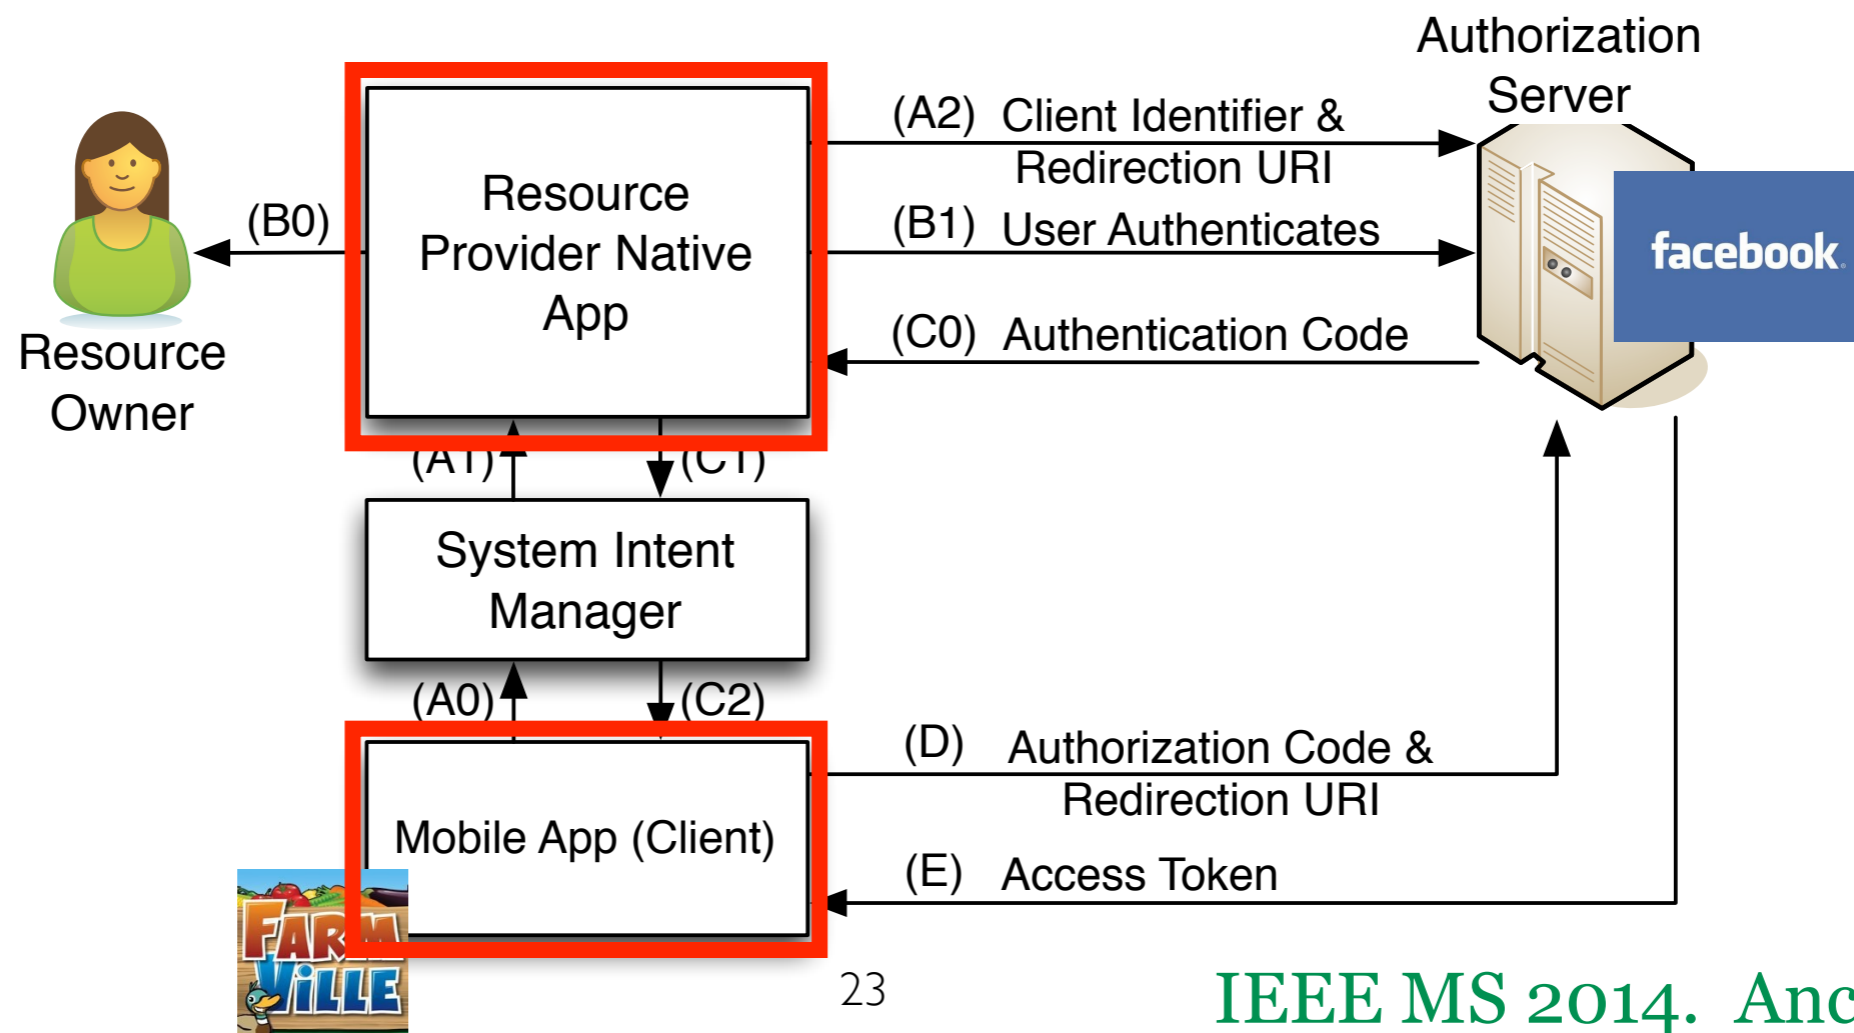 Authorization
Server
(A2) Client Identifier &
Redirection URI
(B0)
Resource
Provider Native
App
(B1) User Authenticates
facebook
(C0) Authentication Code
Resource
Owner
(A1)
(C1)
System Intent
Manager
(A0)
(C2)
(D) Authorization Code &
Redirection URI
Mobile App (Client)
(E) Access Token
FARM
VILLE
23
IEEE MS 2014. Anc